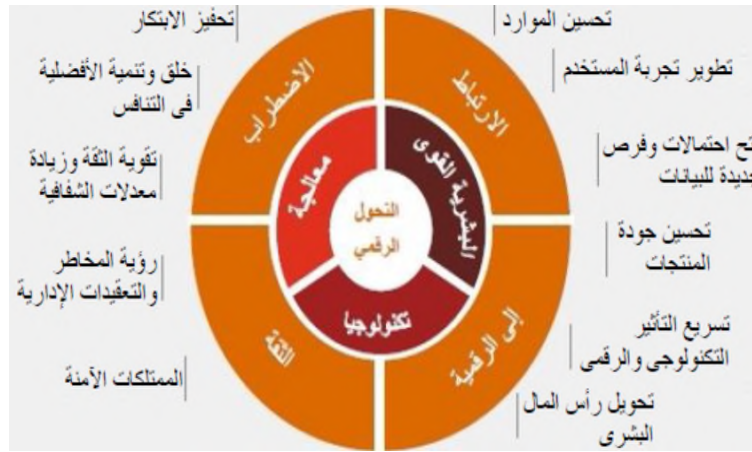 تحسين الموارد
تطوير تجربة المستخدم
احتمالات وفرص
للبيانات
تحسين جودة
المنتجات
تسريع التأثير
التكنولوجى والرقمى
تحويل رأس المال
البشرى
تحفيز الابتكار
خلق وتنمية الأفضلية
فى التنافس
تقوية الثقة وزيادة
معدلات الشفافية
رؤية المخاطر
والتعقيدات الإدارية
الممتلكات الآمنة
الارتباط
الاضطراب
إلى الرقمية
الثقة
البشرية القوى
معالجة
تكنولوجيا
التحول
الرقمي